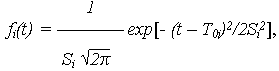 fᵢ(t) = 1 / (Sᵢ √2π) exp[- (t – T₀ᵢ)²/2Sᵢ²],